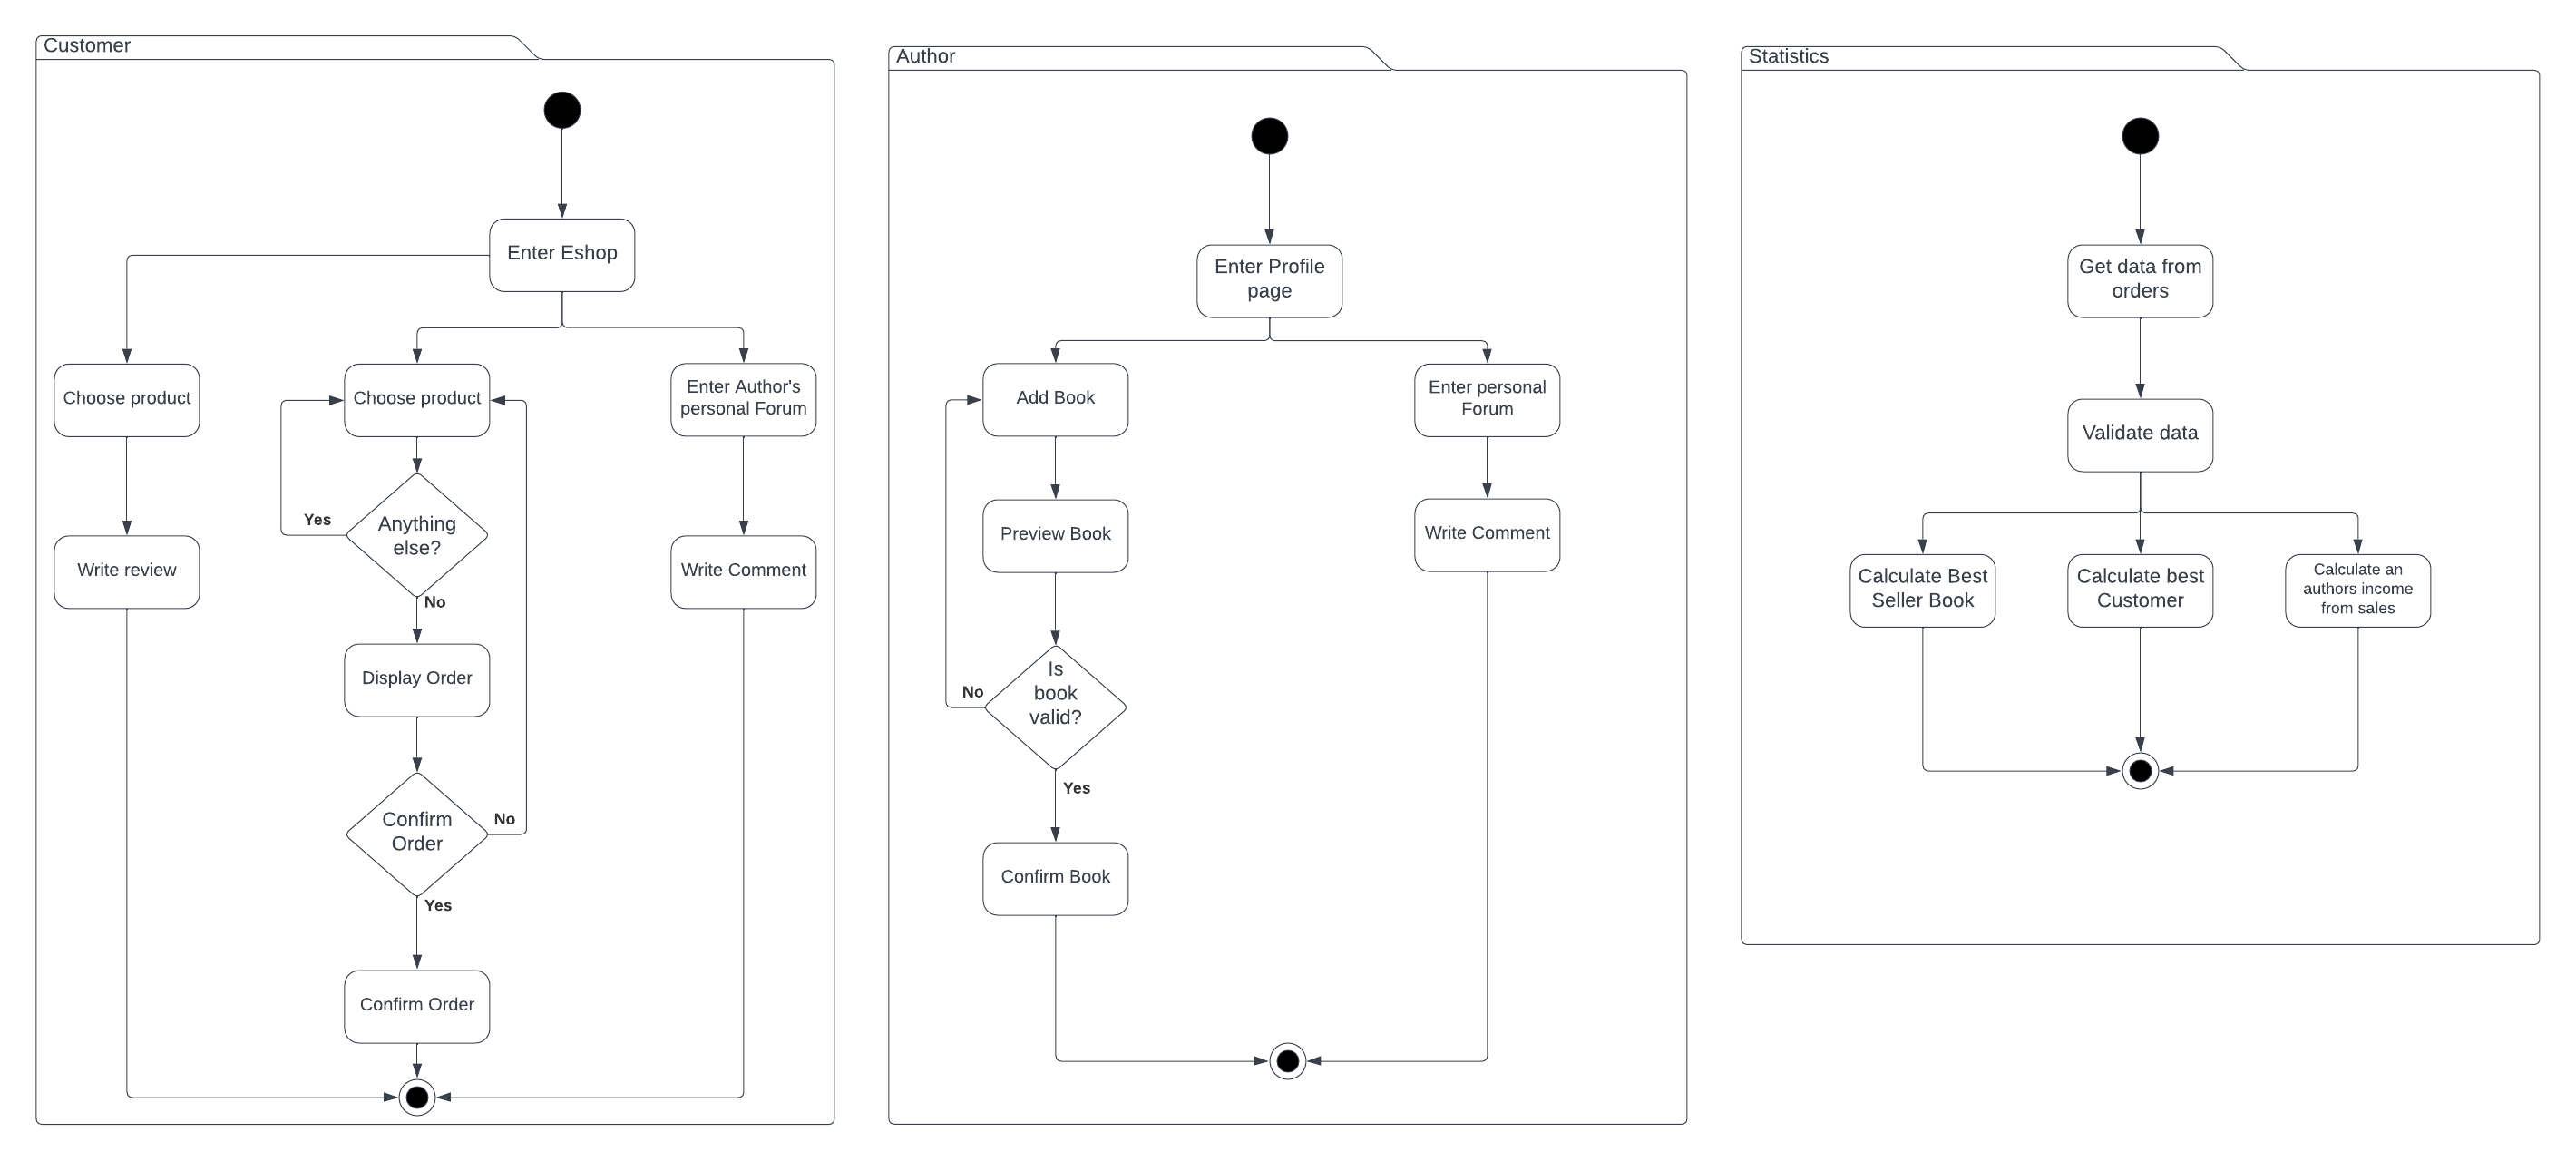 Customer
Enter Eshop
Choose product
Choose product
Enter Author's
personal Forum
Yes
Anything
else?
No
Write review
Write Comment
Display Order
Confirm
Order
No
Yes
Confirm Order
Author
Enter Profile
page
Add Book
Enter personal
Forum
Preview Book
Write Comment
Is
book
valid?
No
Yes
Confirm Book
Statistics
Get data from
orders
Validate data
Calculate Best
Seller Book
Calculate best
Customer
Calculate an
authors income
from sales